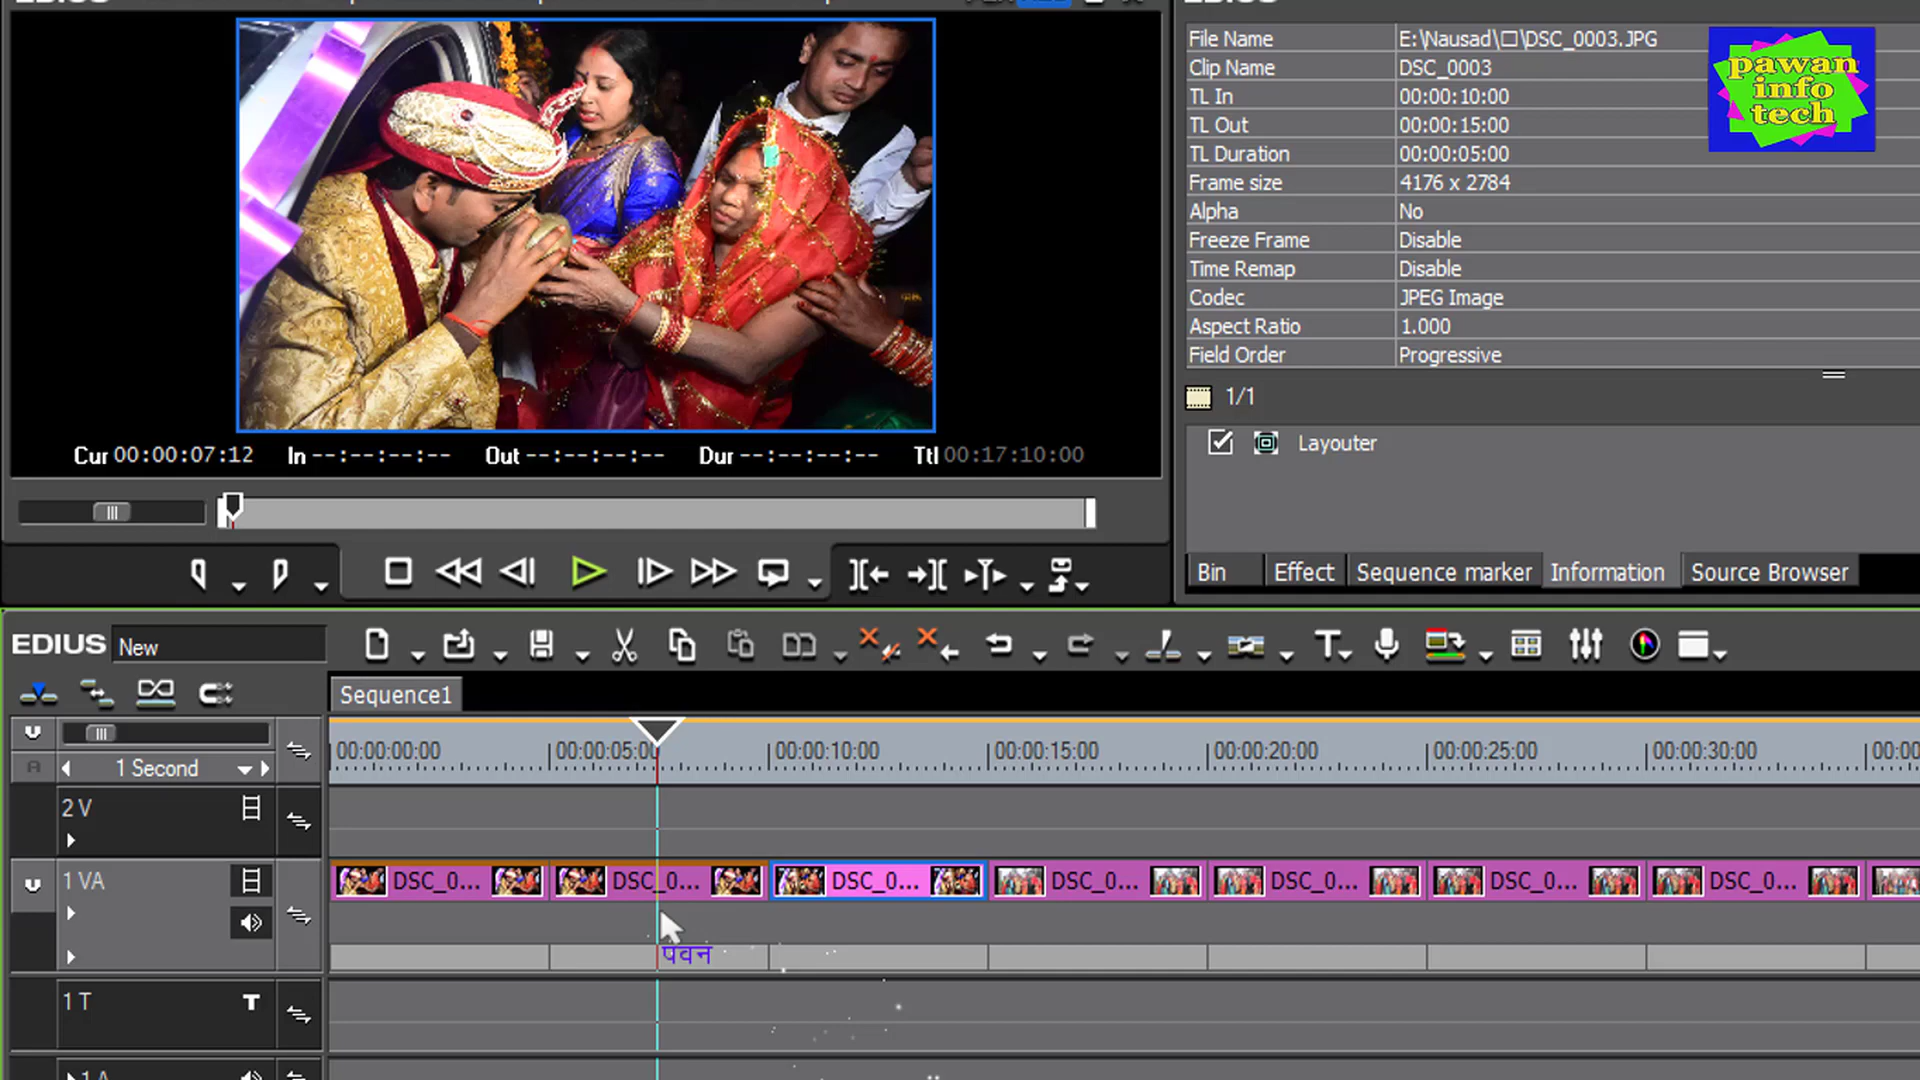 File Name E:\Nausad\□\DSC_0003.JPG
Clip Name DSC_0003
TL In 00:00:10:00
TL Out 00:00:15:00
TL Duration 00:00:05:00
Frame size 4176 x 2784
Alpha No
Freeze Frame Disable
Time Remap Disable
Codec JPEG Image
Aspect Ratio 1.000
Field Order Progressive
pawan
info
tech
1/1
Layouter
Cur 00:00:07:12 In --:--:--:-- Out --:--:--:-- Dur --:--:--:-- Ttl 00:17:10:00
Bin Effect Sequence marker Information Source Browser
EDIUS New
Sequence1
00:00:00:00 00:00:05:00 00:00:10:00 00:00:15:00 00:00:20:00 00:00:25:00 00:00:30:00
1 Second
2 V
1 VA DSC_0... DSC_0... DSC_0... DSC_0... DSC_0... DSC_0... DSC_0...
पवन
1 T T
1 A